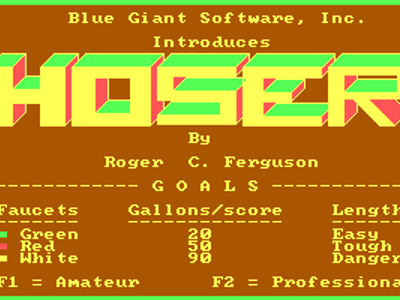 Blue Giant Software, Inc.
Introduces
HOSER
By
Roger C. Ferguson
------------ G O A L S ------------
Faucets Gallons/score Length
Green 20 Easy
Red 50 Tough
White 90 Danger
F1 = Amateur F2 = Professiona